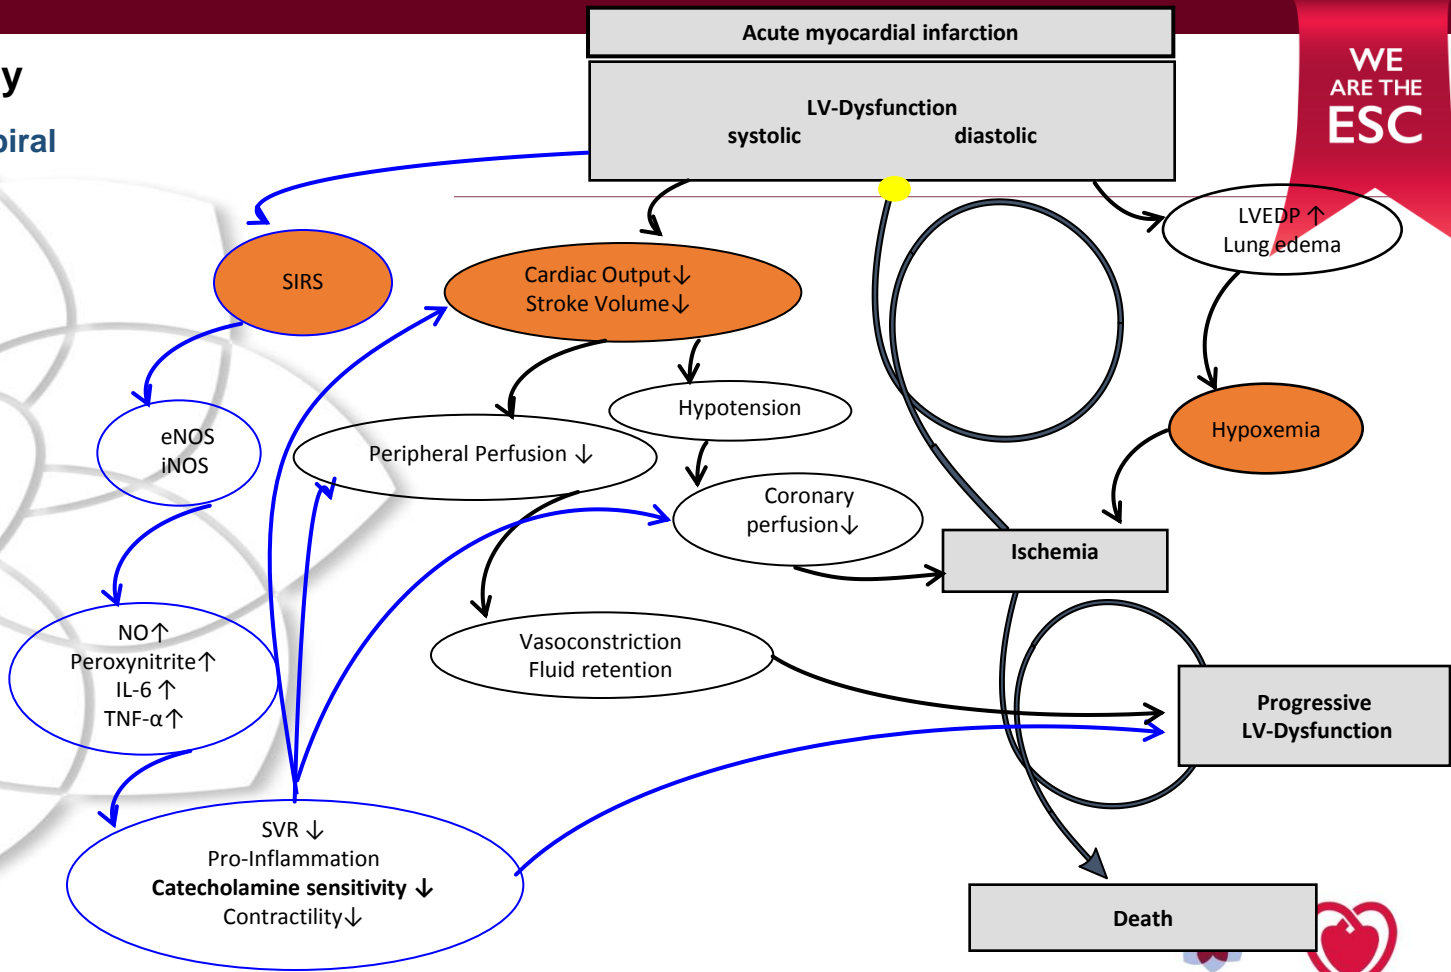 Acute myocardial infarction
WE
ARE THE
ESC
y
piral
LV-Dysfunction
systolic diastolic
LVEDP ↑
Lung edema
SIRS
Cardiac Output↓
Stroke Volume↓
Hypotension
Hypoxemia
eNOS
iNOS
Peripheral Perfusion ↓
Coronary
perfusion↓
Ischemia
NO↑
Peroxynitrite↑
IL-6 ↑
TNF-α↑
Vasoconstriction
Fluid retention
Progressive
LV-Dysfunction
SVR ↓
Pro-Inflammation
Catecholamine sensitivity ↓
Contractility↓
Death